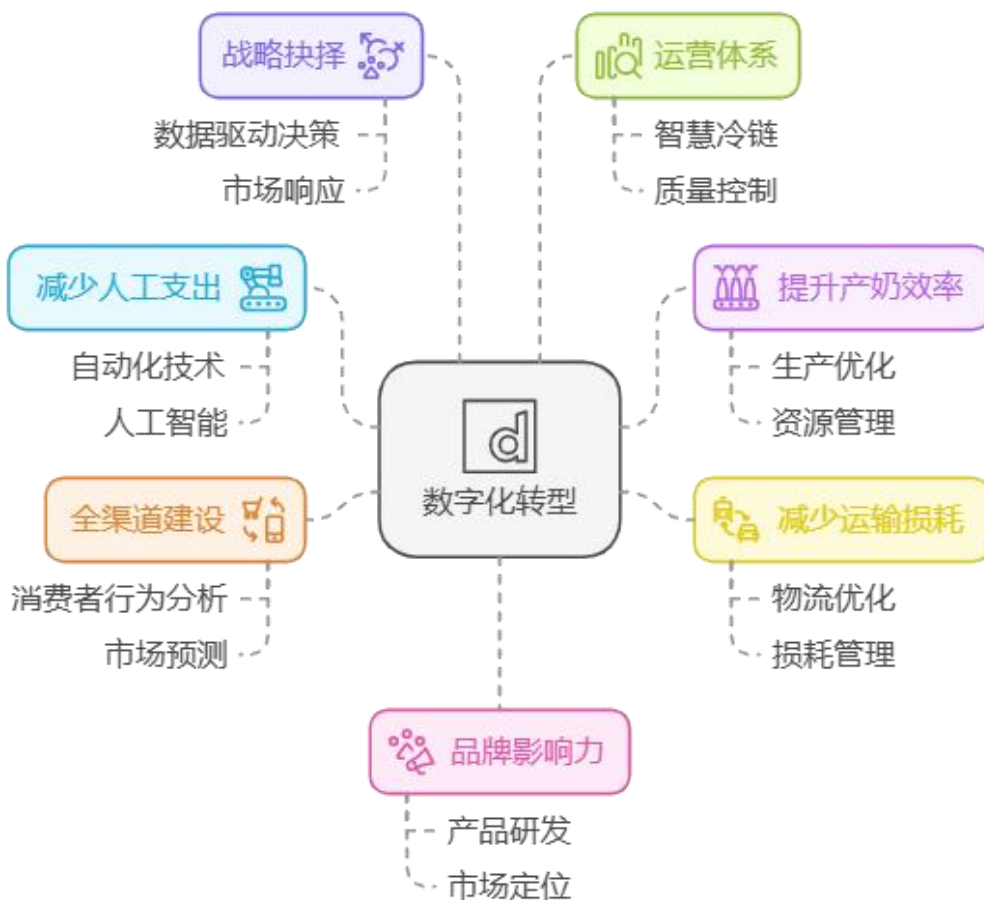 战略抉择
数据驱动决策
市场响应
运营体系
智慧冷链
质量控制
减少人工支出
自动化技术
人工智能
提升产奶效率
生产优化
资源管理
d
数字化转型
全渠道建设
消费者行为分析
市场预测
减少运输损耗
物流优化
损耗管理
品牌影响力
产品研发
市场定位